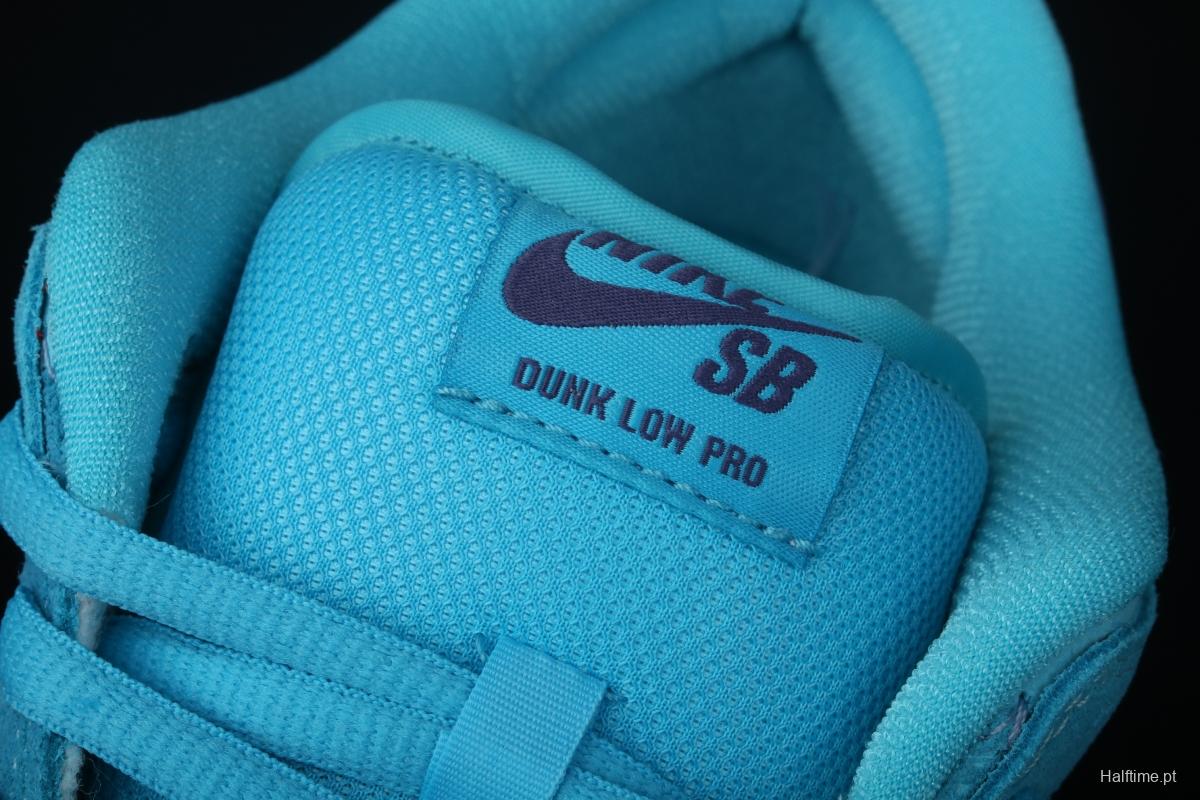 NIKE
SB
DUNK LOW PRO
Halftime.pt